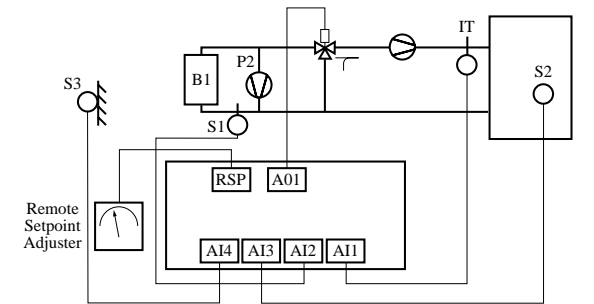 IT
P2
B1
S3
S2
S1
RSP
A01
Remote
Setpoint
Adjuster
AI4
AI3
AI2
AI1